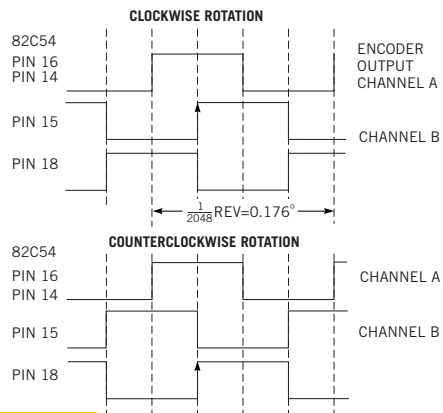 CLOCKWISE ROTATION
82C54
PIN 16
PIN 14
ENCODER
OUTPUT
CHANNEL A
PIN 15
CHANNEL B
PIN 18
1/2048 REV=0.176°
COUNTERCLOCKWISE ROTATION
82C54
PIN 16
CHANNEL A
PIN 14
PIN 15
CHANNEL B
PIN 18